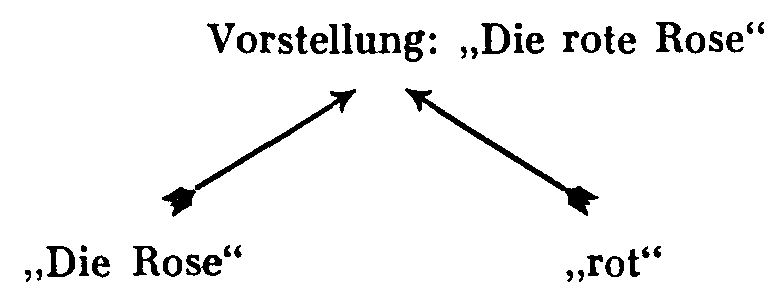 Vorstellung: „Die rote Rose“
„Die Rose“ „rot“